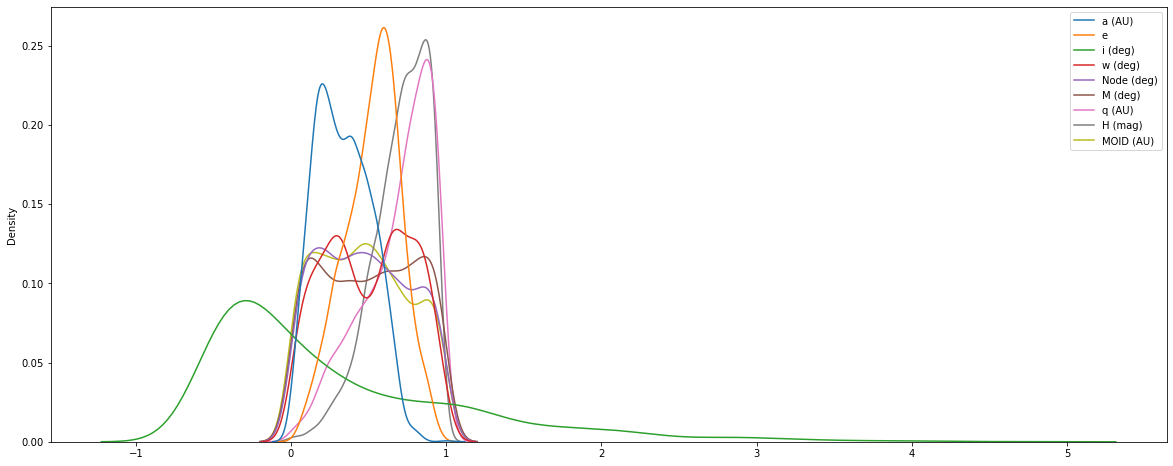 a (AU)
e
i (deg)
w (deg)
Node (deg)
M (deg)
q (AU)
H (mag)
MOID (AU)
Density
0.25
0.20
0.15
0.10
0.05
0.00
−1 0 1 2 3 4 5